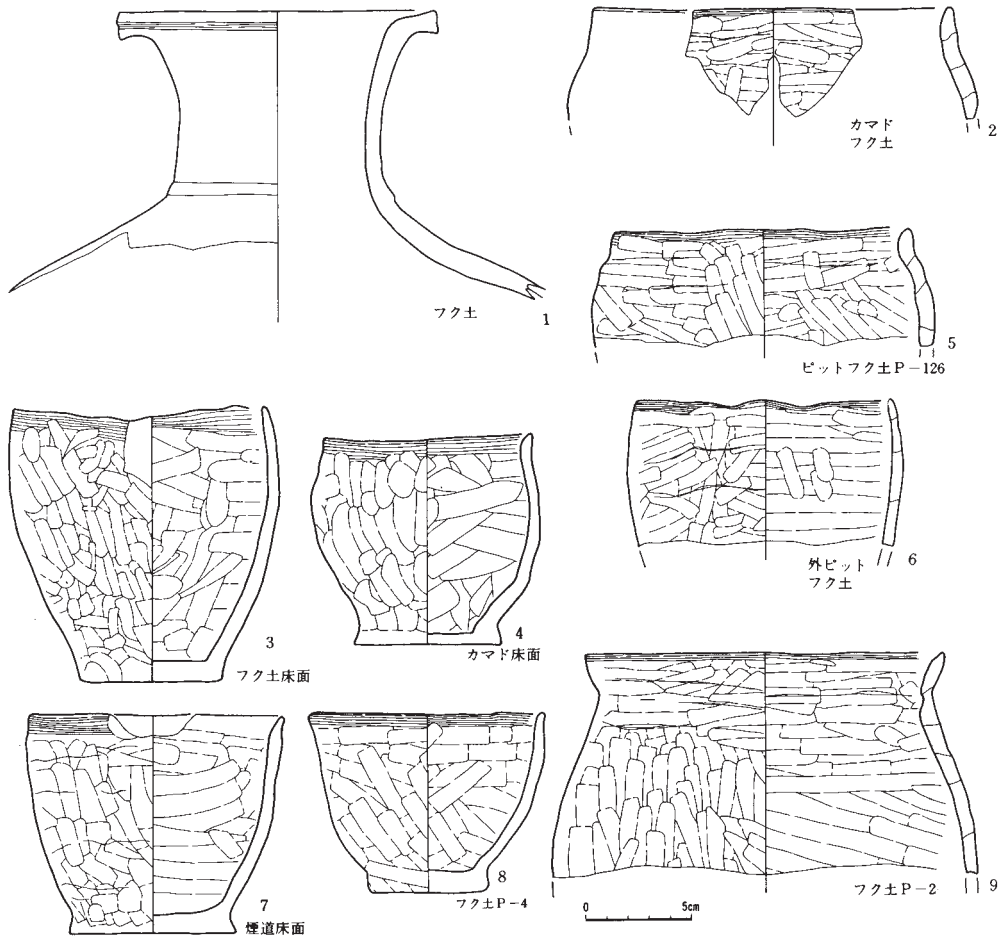 フク土 1
カマド
フク土 2
ピットフク土P-126 5
フク土床面 3
カマド床面 4
外ピット
フク土 6
煙道床面 7
フク土P-4 8
フク土P-2 9
0 5cm